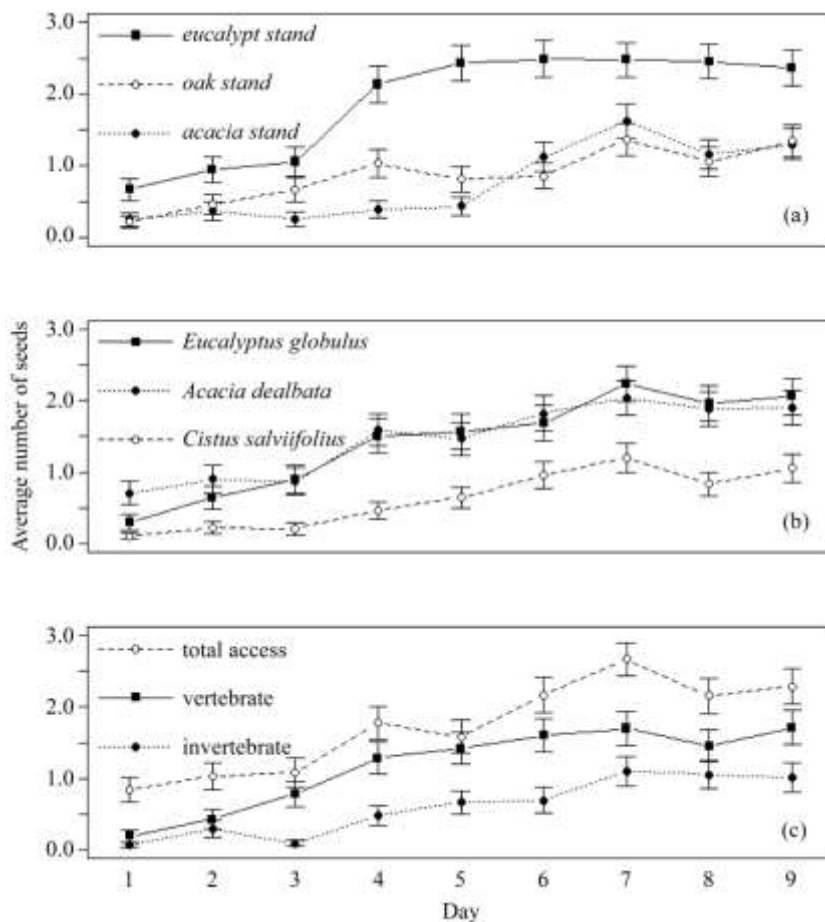 3.0
eucalypt stand
2.0
oak stand
acacia stand
1.0
0.0
(a)
Average number of seeds
3.0
Eucalyptus globulus
Acacia dealbata
2.0
Cistus salviifolius
1.0
0.0
(b)
3.0
total access
vertebrate
2.0
invertebrate
1.0
0.0
(c)
1 2 3 4 5 6 7 8 9
Day